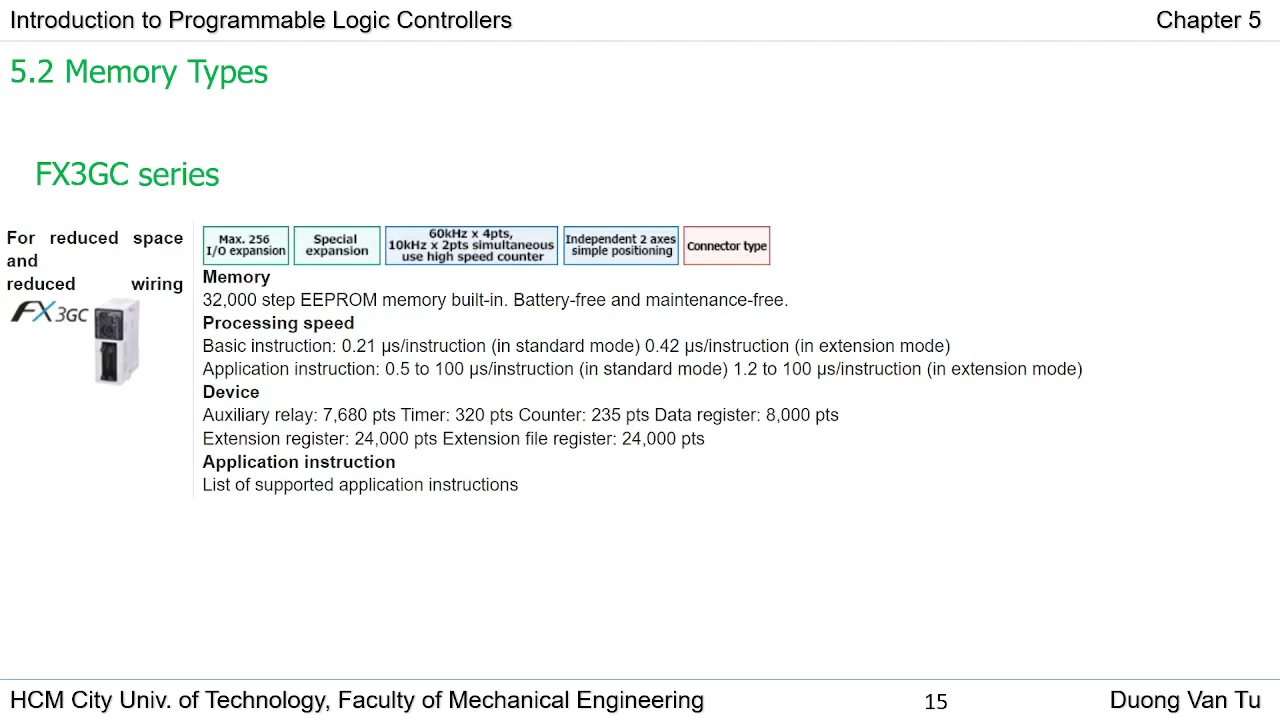 Introduction to Programmable Logic Controllers
Chapter 5
5.2 Memory Types
FX3GC series
For reduced space
and
reduced wiring
FX3GC
Max. 256
I/O expansion
Special
expansion
60kHz x 4pts,
10kHz x 2pts simultaneous
use high speed counter
Independent 2 axes
simple positioning
Connector type
Memory
32,000 step EEPROM memory built-in. Battery-free and maintenance-free.
Processing speed
Basic instruction: 0.21 µs/instruction (in standard mode) 0.42 µs/instruction (in extension mode)
Application instruction: 0.5 to 100 µs/instruction (in standard mode) 1.2 to 100 µs/instruction (in extension mode)
Device
Auxiliary relay: 7,680 pts Timer: 320 pts Counter: 235 pts Data register: 8,000 pts
Extension register: 24,000 pts Extension file register: 24,000 pts
Application instruction
List of supported application instructions
HCM City Univ. of Technology, Faculty of Mechanical Engineering
15
Duong Van Tu